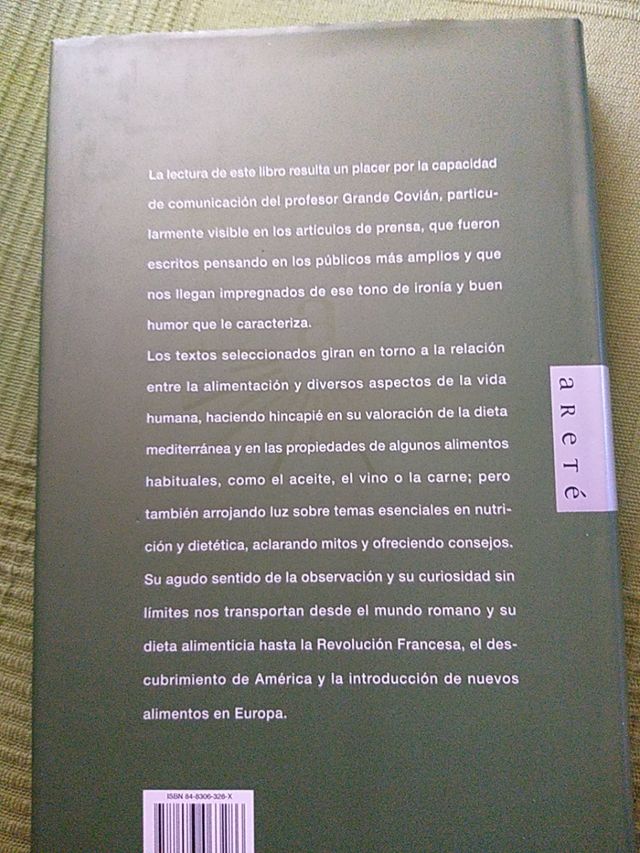 La lectura de este libro resulta un placer por la capacidad
de comunicación del profesor Grande Covián, particu-
larmente visible en los artículos de prensa, que fueron
escritos pensando en los públicos más amplios y que
nos llegan impregnados de ese tono de ironía y buen
humor que le caracteriza.
Los textos seleccionados giran en torno a la relación
entre la alimentación y diversos aspectos de la vida
humana, haciendo hincapié en su valoración de la dieta
mediterránea y en las propiedades de algunos alimentos
habituales, como el aceite, el vino o la carne; pero
también arrojando luz sobre temas esenciales en nutri-
ción y dietética, aclarando mitos y ofreciendo consejos.
Su agudo sentido de la observación y su curiosidad sin
límites nos transportan desde el mundo romano y su
dieta alimenticia hasta la Revolución Francesa, el des-
cubrimiento de América y la introducción de nuevos
alimentos en Europa.
aReTé
ISBN 84-8306-328-X